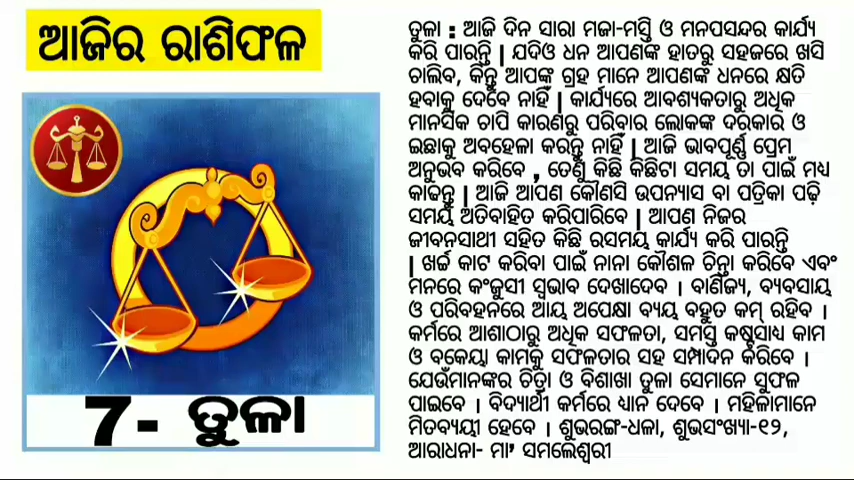 ଆଜିର ରାଶିଫଳ
7- ତୁଳା
ତୁଳା : ଆଜି ଦିନ ସାରା ମଜା-ମସ୍ତି ଓ ମନପସନ୍ଦର କାର୍ଯ୍ୟ
କରି ପାରନ୍ତି | ଯଦିଓ ଧନ ଆପଣଙ୍କ ହାତରୁ ସହଜରେ ଖସି
ଚାଲିବ, କିନ୍ତୁ ଆପଙ୍କ ଗ୍ରହ ମାନେ ଆପଣଙ୍କ ଧନରେ କ୍ଷତି
ହବାକୁ ଦେବେ ନାହିଁ | କାର୍ଯ୍ୟରେ ଆବଶ୍ୟକତାରୁ ଅଧିକ
ମାନସିକ ଚାପ କାରଣରୁ ପରିବାର ଲୋକଙ୍କ ଦରକାର ଓ
ଇଛାକୁ ଅବହେଳା କରନ୍ତୁ ନାହିଁ | ଆଜି ଭାବପୂର୍ଣ୍ଣ ପ୍ରେମ
ଅନୁଭବ କରିବେ , ତେଣୁ କିଛି କିଛିଟା ସମୟ ତା ପାଇଁ ମଧ୍ୟ
କାଢନ୍ତୁ | ଆଜି ଆପଣ କୌଣସି ଉପନ୍ୟାସ ବା ପତ୍ରିକା ପଢ଼ି
ସମୟ ଅତିବାହିତ କରିପାରିବେ | ଆପଣ ନିଜର
ଜୀବନସାଥୀ ସହିତ କିଛି ରସମୟ କାର୍ଯ୍ୟ କରି ପାରନ୍ତି
| ଖର୍ଚ୍ଚ କାଟ କରିବା ପାଇଁ ନାନା କୌଶଳ ଚିନ୍ତା କରିବେ ଏବଂ
ମନରେ କଂଜୁସୀ ସ୍ୱଭାବ ଦେଖାଦେବ । ବାଣିଜ୍ୟ, ବ୍ୟବସାୟ
ଓ ପରିବହନରେ ଆୟ ଅପେକ୍ଷା ବ୍ୟୟ ବହୁତ କମ୍ ରହିବ ।
କର୍ମରେ ଆଶାଠାରୁ ଅଧିକ ସଫଳତା, ସମସ୍ତ କଷ୍ଟସାଧ୍ୟ କାମ
ଓ ବକେୟା କାମକୁ ସଫଳତାର ସହ ସମ୍ପାଦନ କରିବେ ।
ଯେଉଁମାନଙ୍କର ଚିତ୍ରା ଓ ବିଶାଖା ତୁଳା ସେମାନେ ସୁଫଳ
ପାଇବେ । ବିଦ୍ୟାର୍ଥୀ କର୍ମରେ ଧ୍ୟାନ ଦେବେ । ମହିଳାମାନେ
ମିତବ୍ୟୟୀ ହେବେ । ଶୁଭରଙ୍ଗ-ଧଳା, ଶୁଭସଂଖ୍ୟା-୧୨,
ଆରାଧନା- ମା' ସମଲେଶ୍ୱରୀ